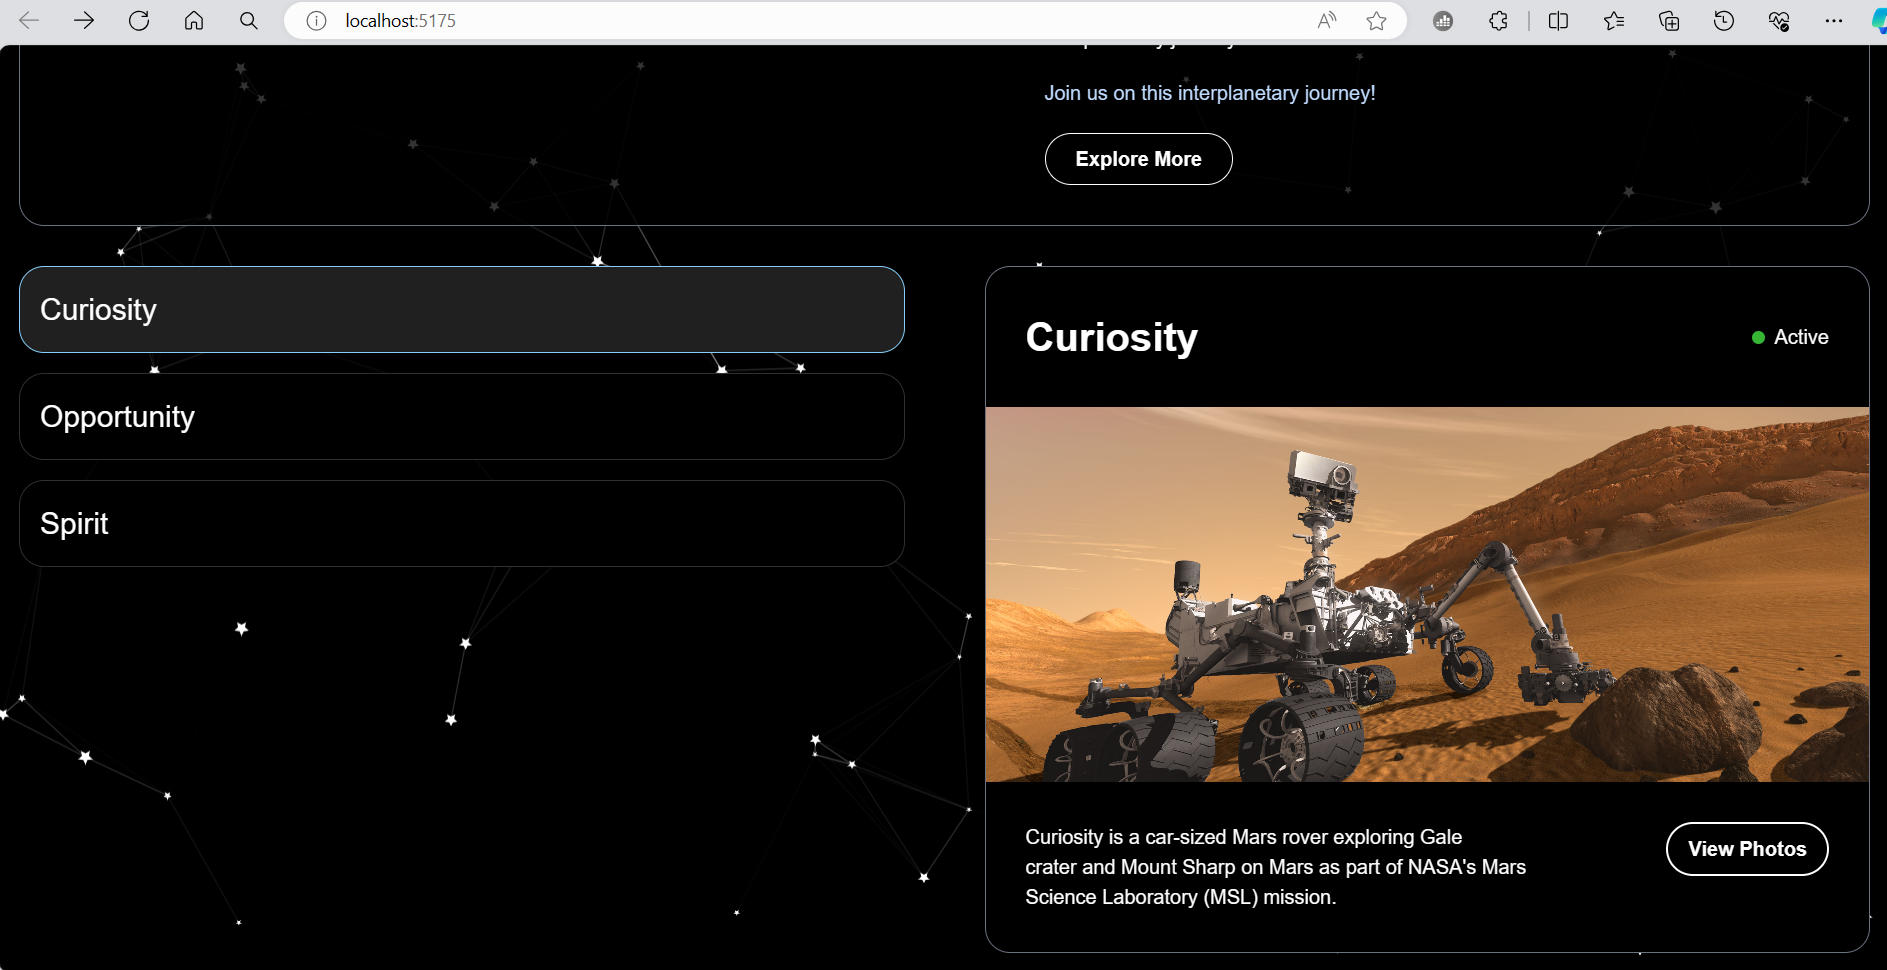 localhost:5175
Join us on this interplanetary journey!
Explore More
Curiosity
Opportunity
Spirit
Curiosity
Active
Curiosity is a car-sized Mars rover exploring Gale
crater and Mount Sharp on Mars as part of NASA's Mars
Science Laboratory (MSL) mission.
View Photos